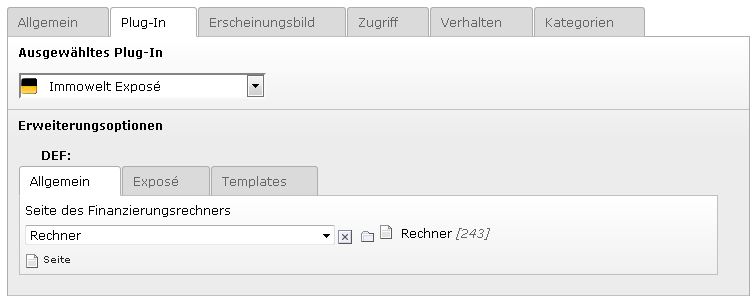 Allgemein Plug-In Erscheinungsbild Zugriff Verhalten Kategorien
Ausgewähltes Plug-In
Immowelt Exposé
Erweiterungsoptionen
DEF:
Allgemein Exposé Templates
Seite des Finanzierungsrechners
Rechner Rechner [243]
Seite